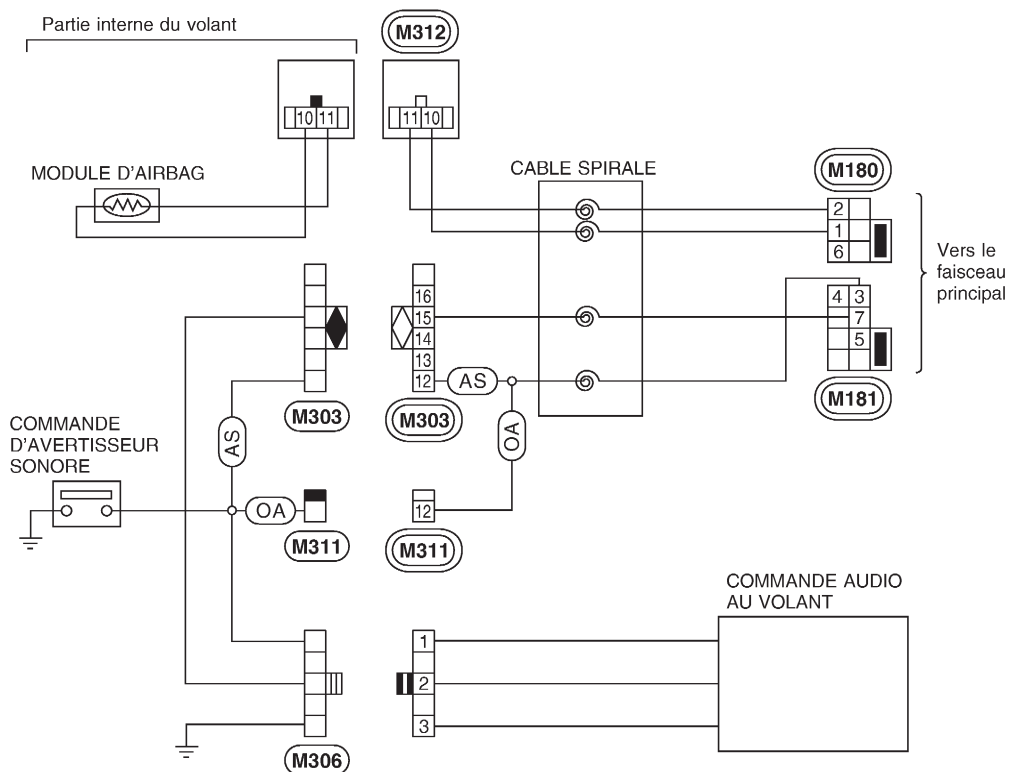 Partie interne du volant
M312
10 11
11 10
MODULE D'AIRBAG
CABLE SPIRALE
M180
2
1
6
Vers le
faisceau
principal
16
15
14
13
12
4 3
7
5
AS
OA
M303
M303
M181
COMMANDE
D'AVERTISSEUR
SONORE
AS
OA
12
M311
M311
COMMANDE AUDIO
AU VOLANT
1
2
3
M306